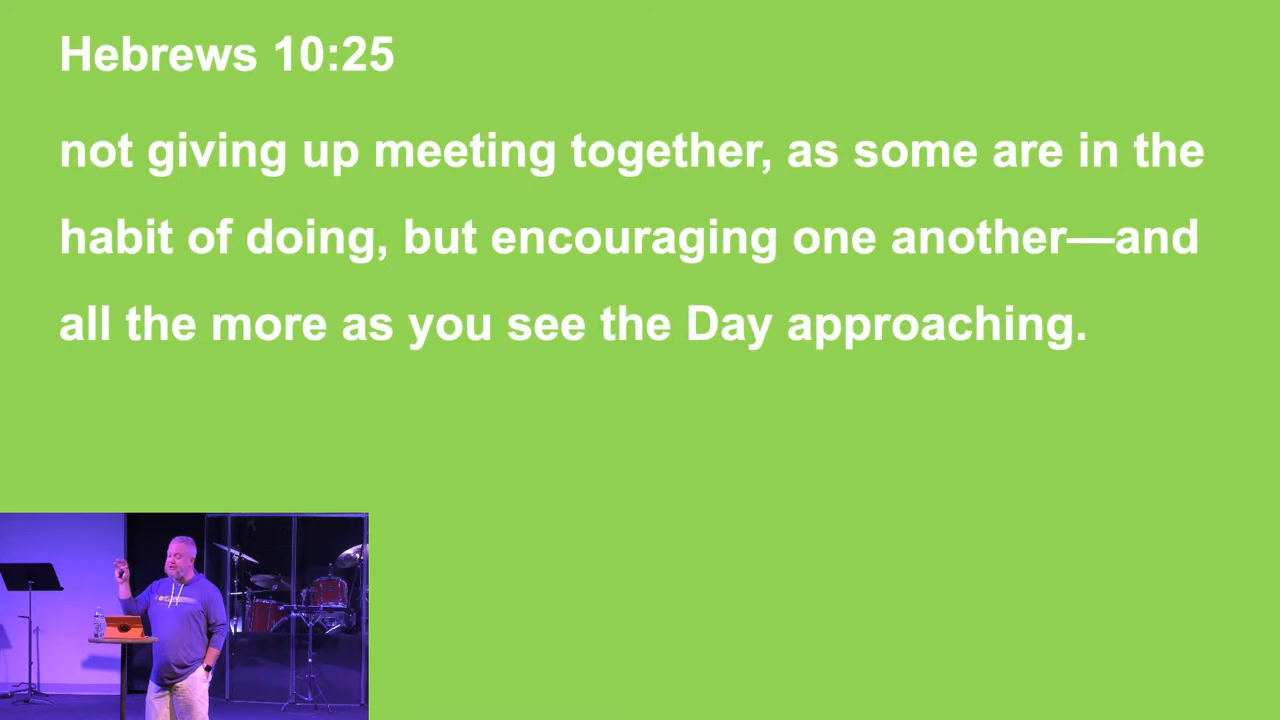 Hebrews 10:25
not giving up meeting together, as some are in the
habit of doing, but encouraging one another—and
all the more as you see the Day approaching.